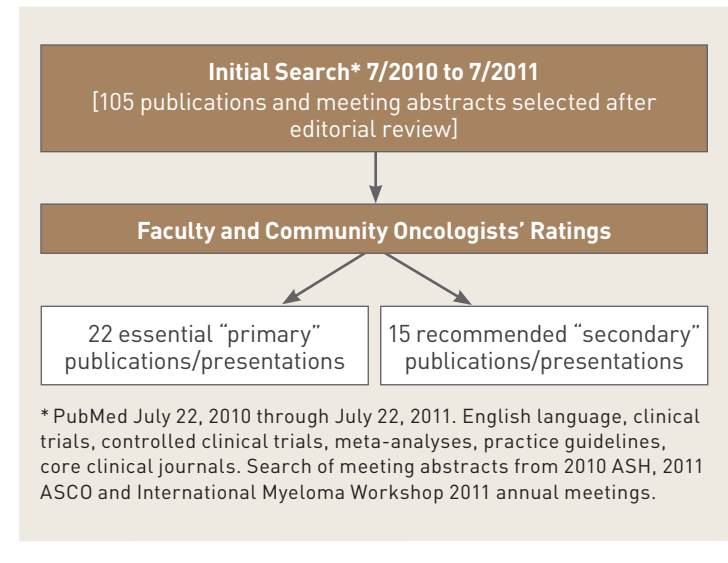 Initial Search* 7/2010 to 7/2011
[105 publications and meeting abstracts selected after
editorial review]
Faculty and Community Oncologists’ Ratings
22 essential “primary”
publications/presentations
15 recommended “secondary”
publications/presentations
* PubMed July 22, 2010 through July 22, 2011. English language, clinical
trials, controlled clinical trials, meta-analyses, practice guidelines,
core clinical journals. Search of meeting abstracts from 2010 ASH, 2011
ASCO and International Myeloma Workshop 2011 annual meetings.